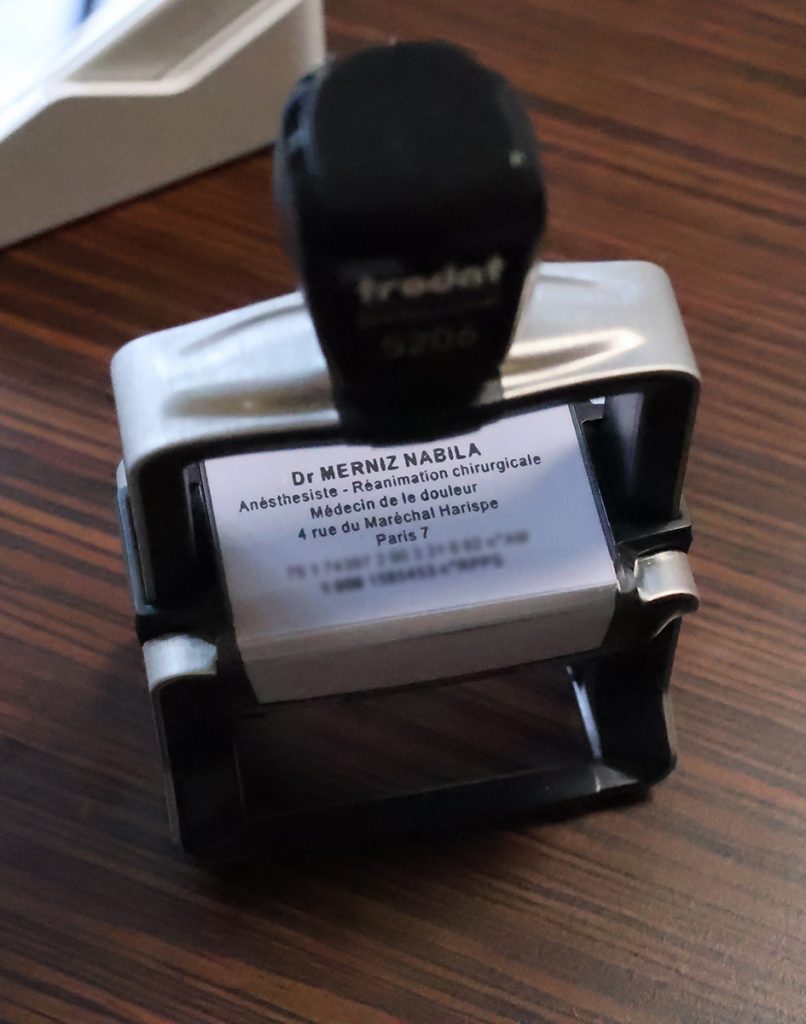 trodat
5206
Dr MERNIZ NABILA
Anésthesiste - Réanimation chirurgicale
Médecin de le douleur
4 rue du Maréchal Harispe
Paris 7